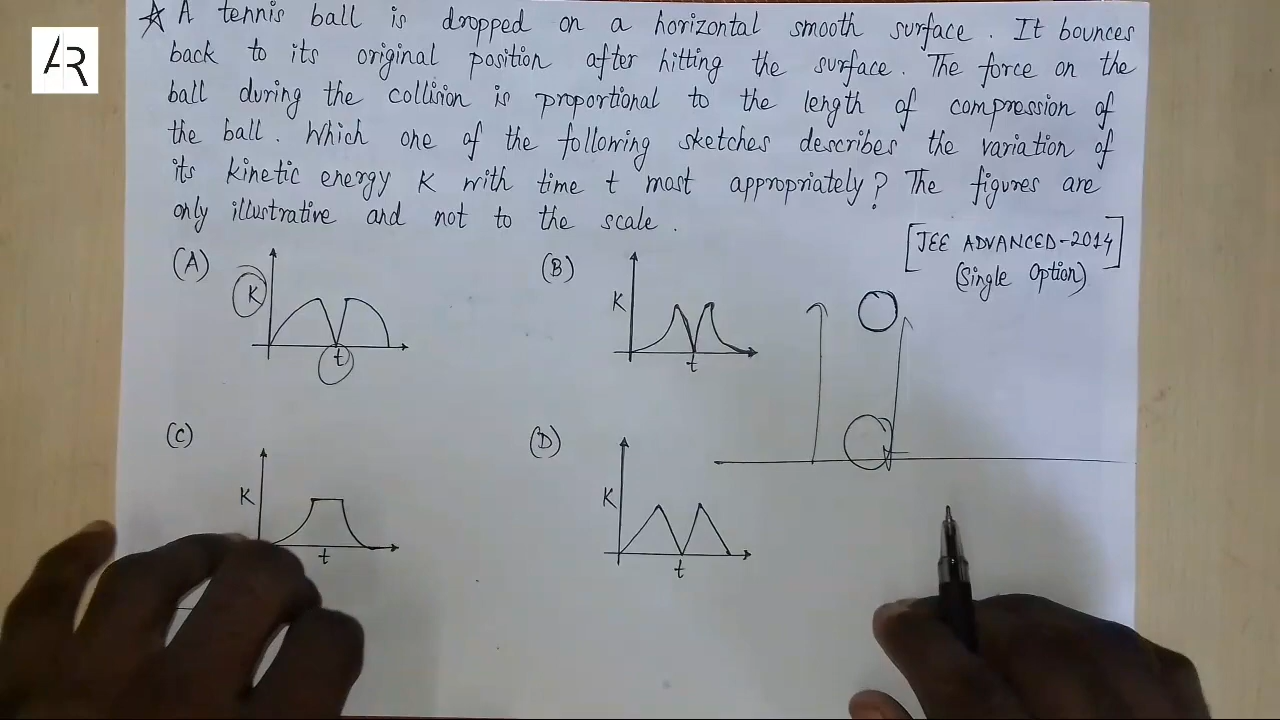 AR
☆ A tennis ball is dropped on a horizontal smooth surface. It bounces
back to its original position after hitting the surface. The force on the
ball during the collision is proportional to the length of compression of
the ball. Which one of the following sketches describes the variation of
its kinetic energy K with time t most appropriately? The figures are
only illustrative and not to the scale.
[JEE ADVANCED-2014]
(Single Option)
(A)
K
t
(B)
K
t
(C)
K
t
(D)
K
t